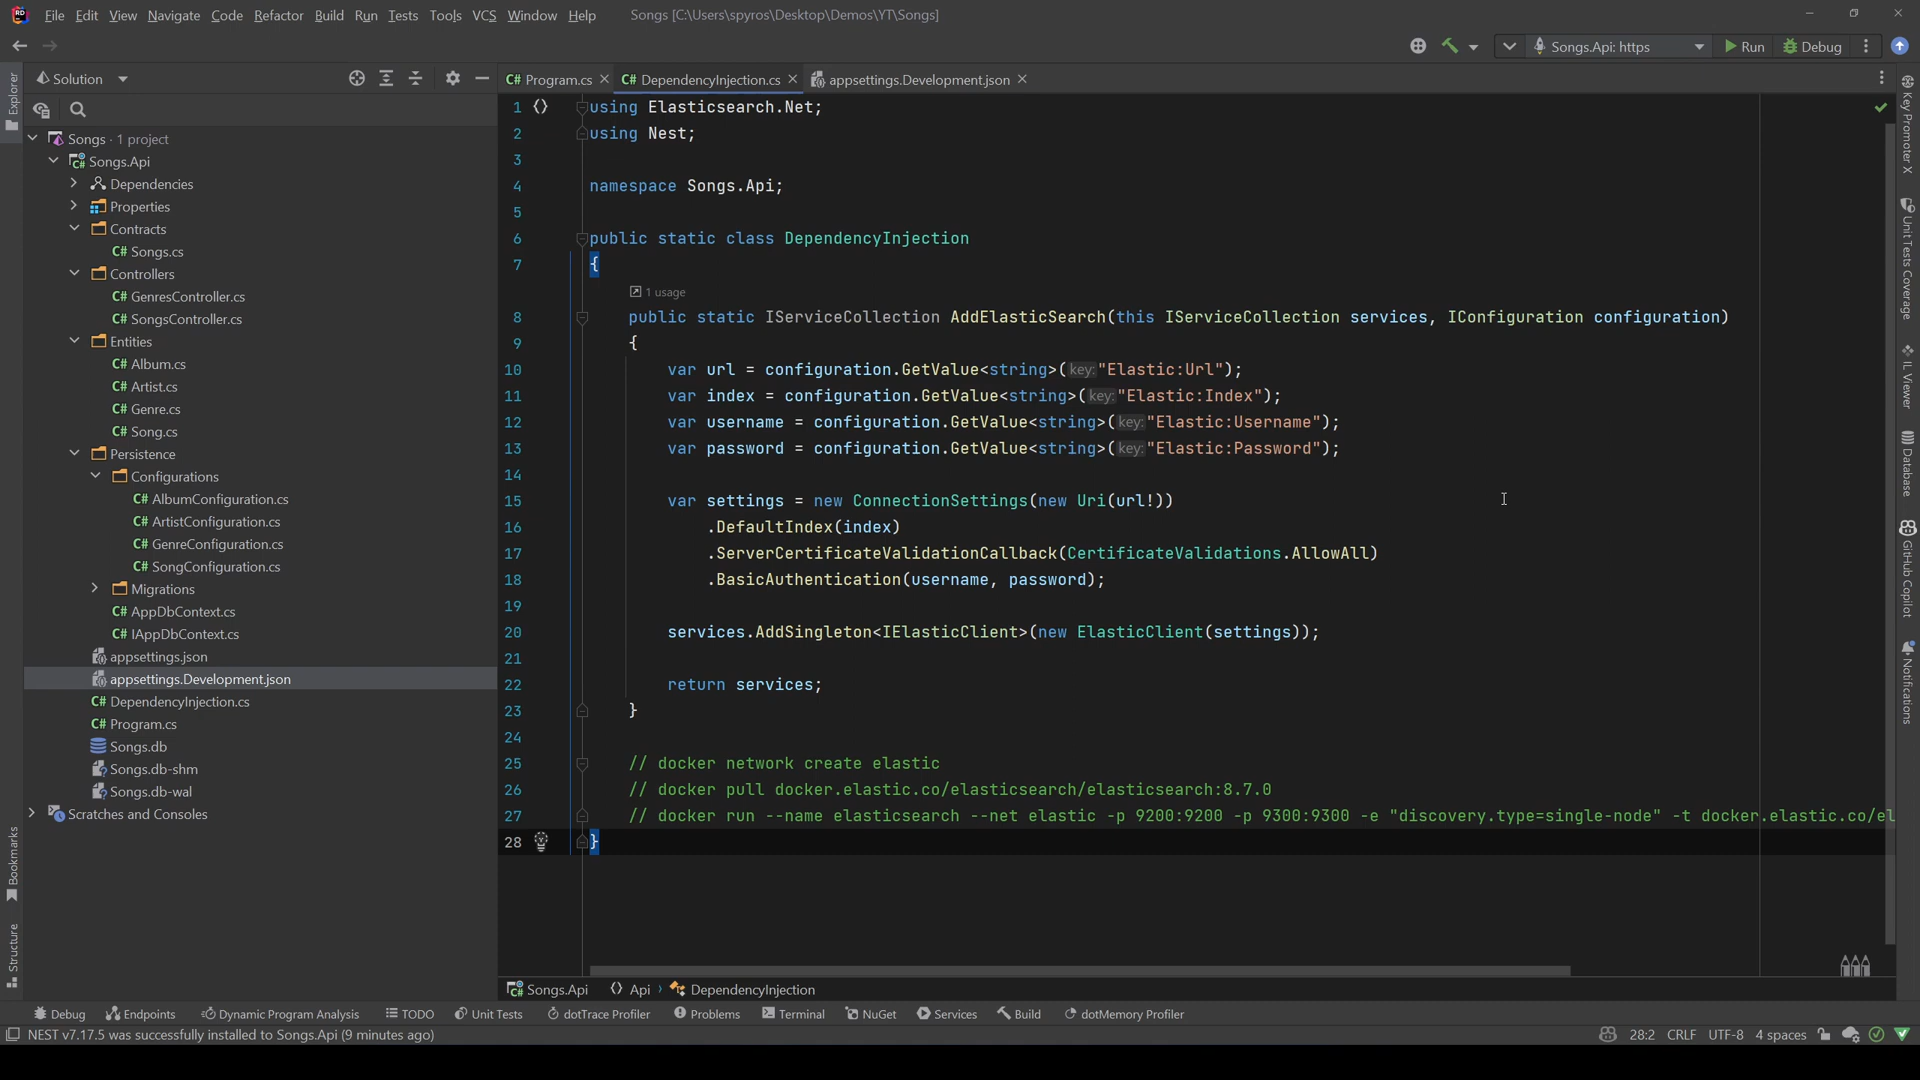 File Edit View Navigate Code Refactor Build Run Tests Tools VCS Window Help Songs [C:\Users\spyros\Desktop\Demos\YT\Songs]
Songs.Api: https Run Debug
Explorer
Solution
Program.cs DependencyInjection.cs appsettings.Development.json
Songs · 1 project
Songs.Api
Dependencies
Properties
Contracts
C# Songs.cs
Controllers
C# GenresController.cs
C# SongsController.cs
Entities
C# Album.cs
C# Artist.cs
C# Genre.cs
C# Song.cs
Persistence
Configurations
C# AlbumConfiguration.cs
C# ArtistConfiguration.cs
C# GenreConfiguration.cs
C# SongConfiguration.cs
Migrations
C# AppDbContext.cs
C# IAppDbContext.cs
appsettings.json
appsettings.Development.json
C# DependencyInjection.cs
C# Program.cs
Songs.db
Songs.db-shm
Songs.db-wal
Scratches and Consoles
Bookmarks
Structure
1 using Elasticsearch.Net;
2 using Nest;
3
4 namespace Songs.Api;
5
6 public static class DependencyInjection
7 {
1 usage
8 public static IServiceCollection AddElasticSearch(this IServiceCollection services, IConfiguration configuration)
9 {
10 var url = configuration.GetValue<string>(key:"Elastic:Url");
11 var index = configuration.GetValue<string>(key:"Elastic:Index");
12 var username = configuration.GetValue<string>(key:"Elastic:Username");
13 var password = configuration.GetValue<string>(key:"Elastic:Password");
14
15 var settings = new ConnectionSettings(new Uri(url!))
16 .DefaultIndex(index)
17 .ServerCertificateValidationCallback(CertificateValidations.AllowAll)
18 .BasicAuthentication(username, password);
19
20 services.AddSingleton<IElasticClient>(new ElasticClient(settings));
21
22 return services;
23 }
24
25 // docker network create elastic
26 // docker pull docker.elastic.co/elasticsearch/elasticsearch:8.7.0
27 // docker run --name elasticsearch --net elastic -p 9200:9200 -p 9300:9300 -e "discovery.type=single-node" -t docker.elastic.co/el
28 }
Key Promoter X
Unit Tests Coverage
IL Viewer
Database
GitHub Copilot
Notifications
Songs.Api Api DependencyInjection
Debug Endpoints Dynamic Program Analysis TODO Unit Tests dotTrace Profiler Problems Terminal NuGet Services Build dotMemory Profiler
NEST v7.17.5 was successfully installed to Songs.Api (9 minutes ago) 28:2 CRLF UTF-8 4 spaces